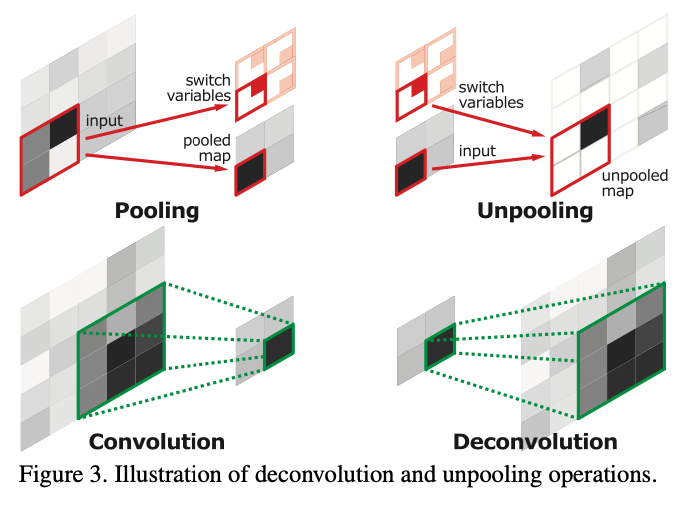 switch
variables
input
pooled
map
Pooling
switch
variables
input
unpooled
map
Unpooling
Convolution
Deconvolution
Figure 3. Illustration of deconvolution and unpooling operations.